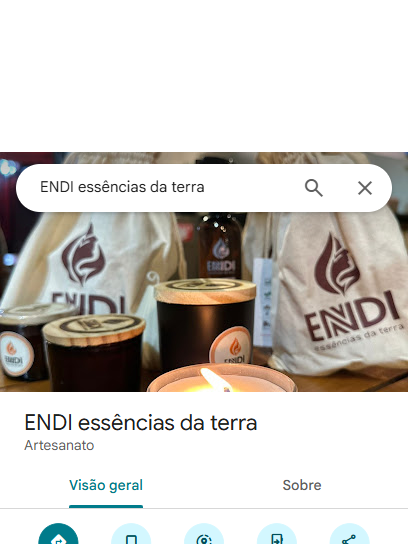 ENDI essências da terra
ENDI
ENDI
ENDI
essências da terra
ENDI essências da terra
Artesanato
Visão geral
Sobre